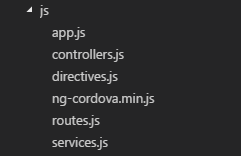 js
app.js
controllers.js
directives.js
ng-cordova.min.js
routes.js
services.js